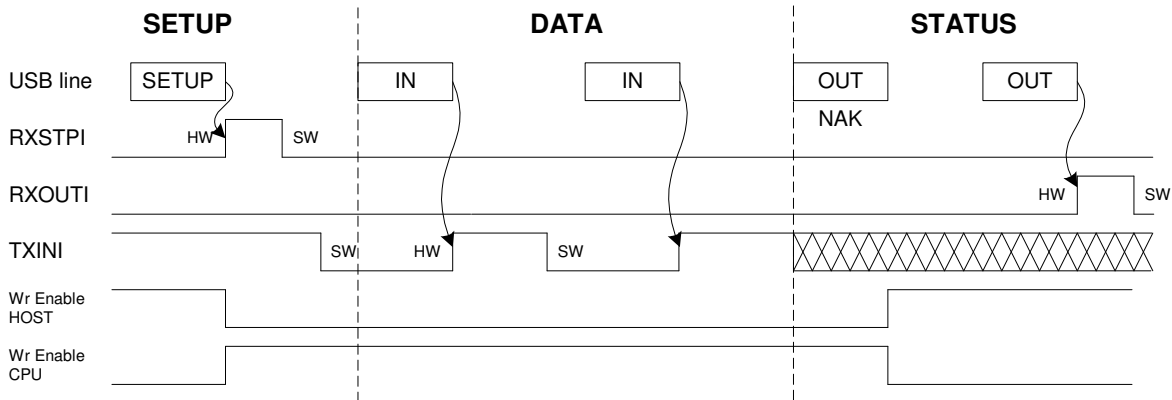 SETUP DATA STATUS
USB line SETUP IN IN OUT OUT
NAK
RXSTPI HW SW
RXOUTI HW SW
TXINI SW HW SW
Wr Enable
HOST
Wr Enable
CPU